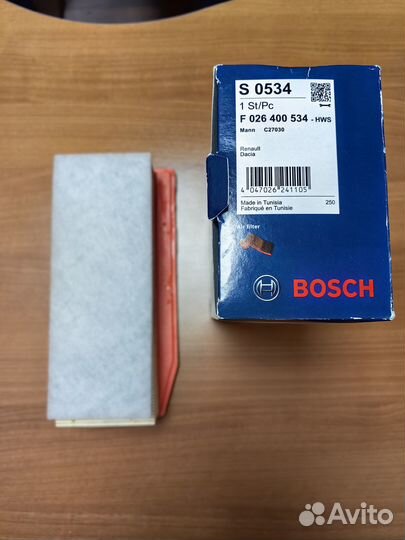 S 0534
1 St/Pc
F 026 400 534 - HWS
Mann C27030
Renault
Dacia
4 047026 241105
Made in Tunisia 250
Fabriqué en Tunisie
Air filter
BOSCH
Avito